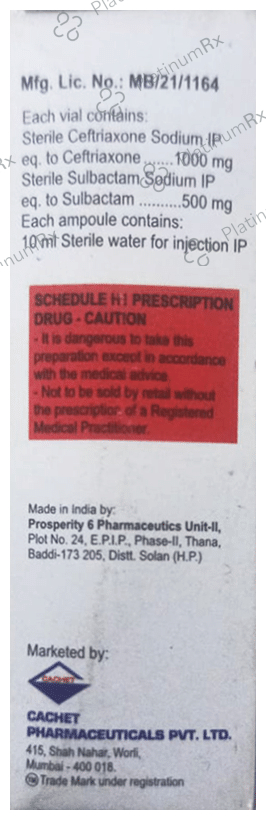 Mfg. Lic. No.: MB/21/1164
Each vial contains:
Sterile Ceftriaxone Sodium IP
eq. to Ceftriaxone .......1000 mg
Sterile Sulbactam Sodium IP
eq. to Sulbactam ..........500 mg
Each ampoule contains:
10 ml Sterile water for injection IP
SCHEDULE H1 PRESCRIPTION
DRUG - CAUTION
- It is dangerous to take this
preparation except in accordance
with the medical advice
- Not to be sold by retail without
the prescription of a Registered
Medical Practitioner.
Made in India by:
Prosperity 6 Pharmaceutics Unit-II,
Plot No. 24, E.P.I.P., Phase-II, Thana,
Baddi-173 205, Distt. Solan (H.P.)
Marketed by:
CACHET
CACHET
PHARMACEUTICALS PVT. LTD.
415, Shah Nahar, Worli,
Mumbai - 400 018.
Trade Mark under registration
PlatinumRx